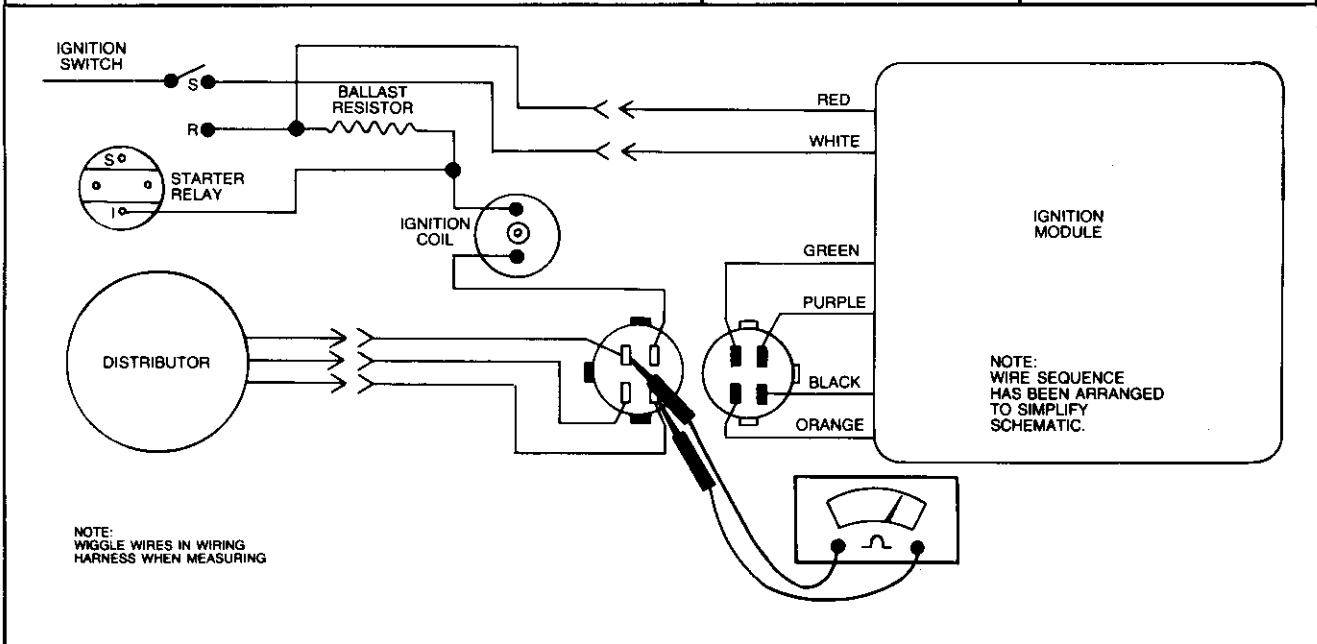 IGNITION
SWITCH
S
BALLAST
RESISTOR
R
RED
WHITE
S
STARTER
RELAY
I
IGNITION
COIL
IGNITION
MODULE
GREEN
PURPLE
DISTRIBUTOR
BLACK
ORANGE
NOTE:
WIRE SEQUENCE
HAS BEEN ARRANGED
TO SIMPLIFY
SCHEMATIC.
Ω
NOTE:
WIGGLE WIRES IN WIRING
HARNESS WHEN MEASURING